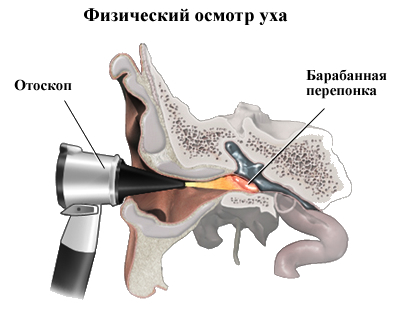 Физический осмотр уха
Отоскоп
Барабанная
перепонка